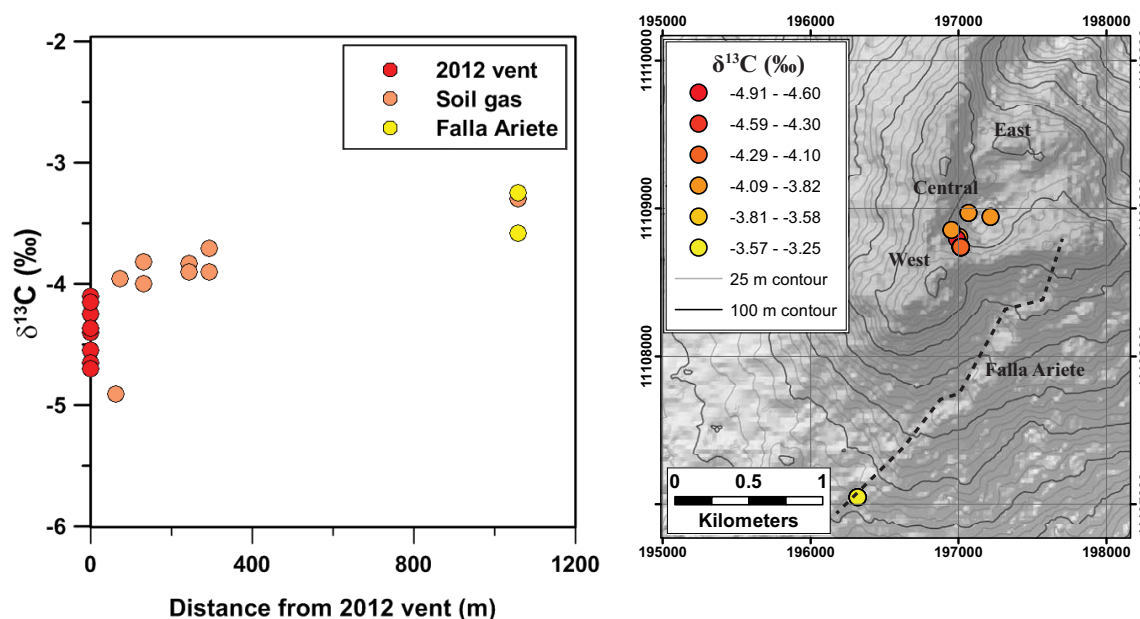 -2
-3
-4
-5
-6
δ¹³C (‰)
0
400
800
1200
Distance from 2012 vent (m)
2012 vent
Soil gas
Falla Ariete
195000
196000
197000
198000
11110000
11109000
11108000
δ¹³C (‰)
-4.91 - -4.60
-4.59 - -4.30
-4.29 - -4.10
-4.09 - -3.82
-3.81 - -3.58
-3.57 - -3.25
25 m contour
100 m contour
East
Central
West
Falla Ariete
0
0.5
1
Kilometers
195000
196000
197000
198000